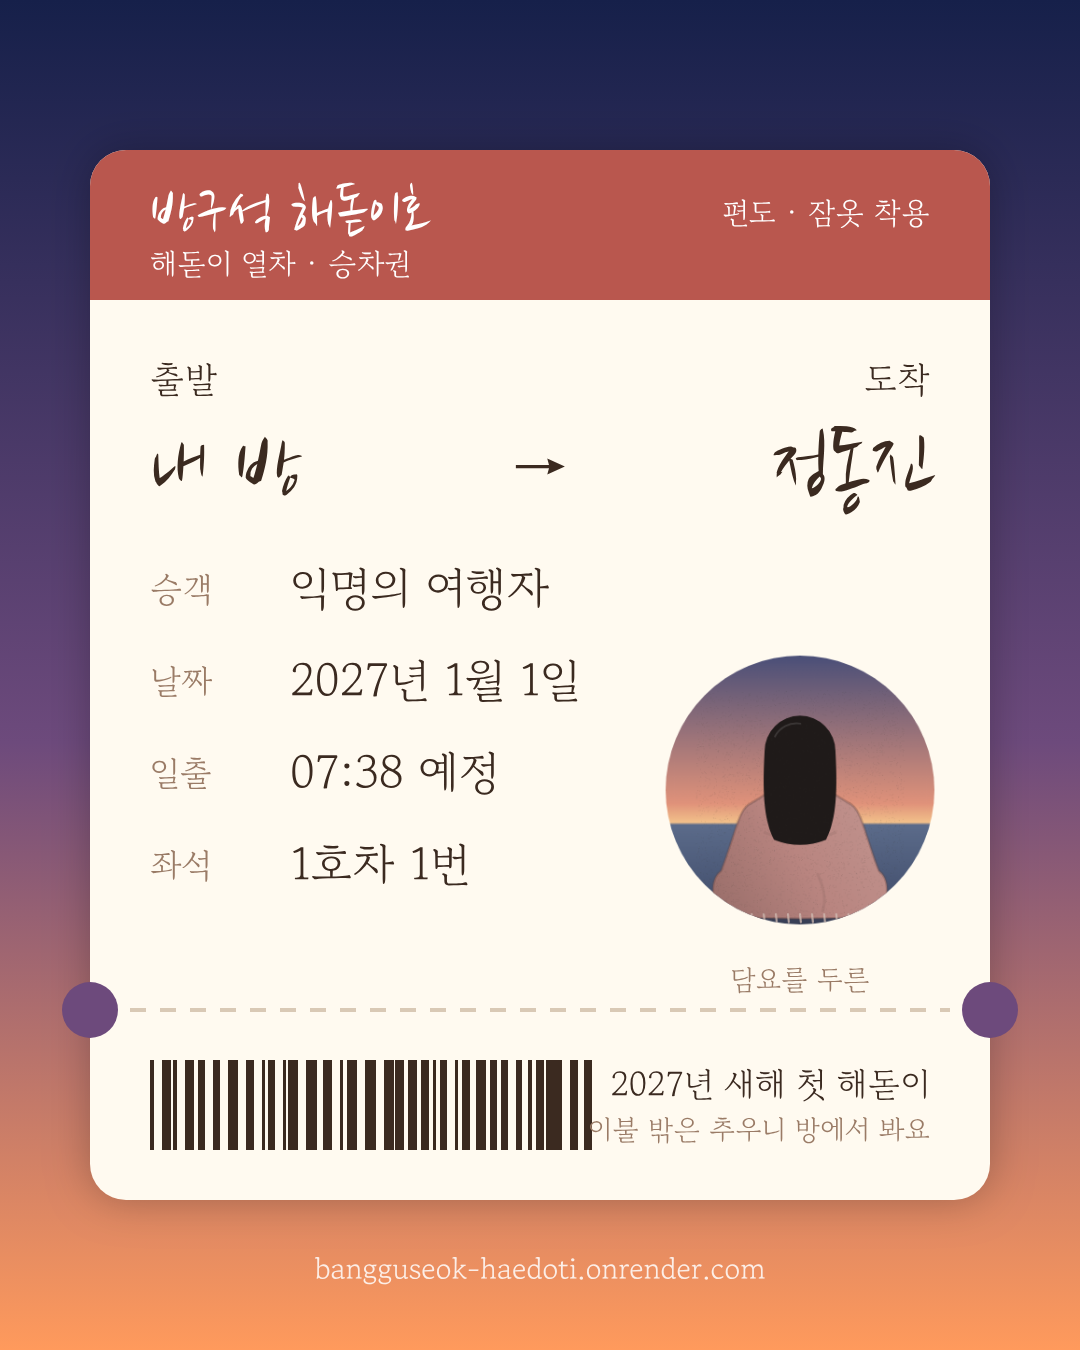 방구석 해돋이호
해돋이 열차 · 승차권
편도 · 잠옷 착용
출발
도착
내 방 → 정동진
승객 익명의 여행자
날짜 2027년 1월 1일
일출 07:38 예정
좌석 1호차 1번
담요를 두른
2027년 새해 첫 해돋이
이불 밖은 추우니 방에서 봐요
bangguseok-haedoti.onrender.com